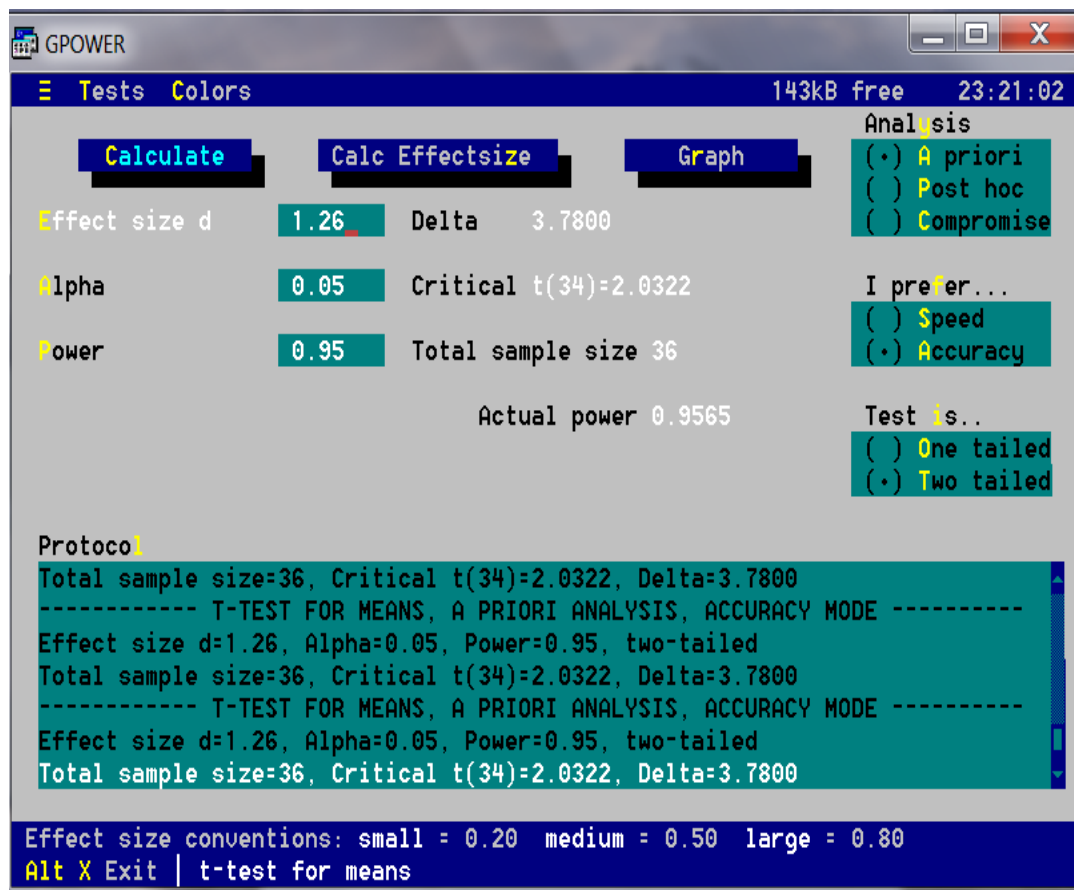 GPOWER
≡ Tests Colors 143kB free 23:21:02
Analysis
Calculate Calc Effectsize Graph
(•) A priori
( ) Post hoc
( ) Compromise
Effect size d 1.26 Delta 3.7800
Alpha 0.05 Critical t(34)=2.0322
I prefer...
( ) Speed
(•) Accuracy
Power 0.95 Total sample size 36
Actual power 0.9565
Test is..
( ) One tailed
(•) Two tailed
Protocol
Total sample size=36, Critical t(34)=2.0322, Delta=3.7800
------------ T-TEST FOR MEANS, A PRIORI ANALYSIS, ACCURACY MODE ----------
Effect size d=1.26, Alpha=0.05, Power=0.95, two-tailed
Total sample size=36, Critical t(34)=2.0322, Delta=3.7800
------------ T-TEST FOR MEANS, A PRIORI ANALYSIS, ACCURACY MODE ----------
Effect size d=1.26, Alpha=0.05, Power=0.95, two-tailed
Total sample size=36, Critical t(34)=2.0322, Delta=3.7800
Effect size conventions: small = 0.20 medium = 0.50 large = 0.80
Alt X Exit | t-test for means